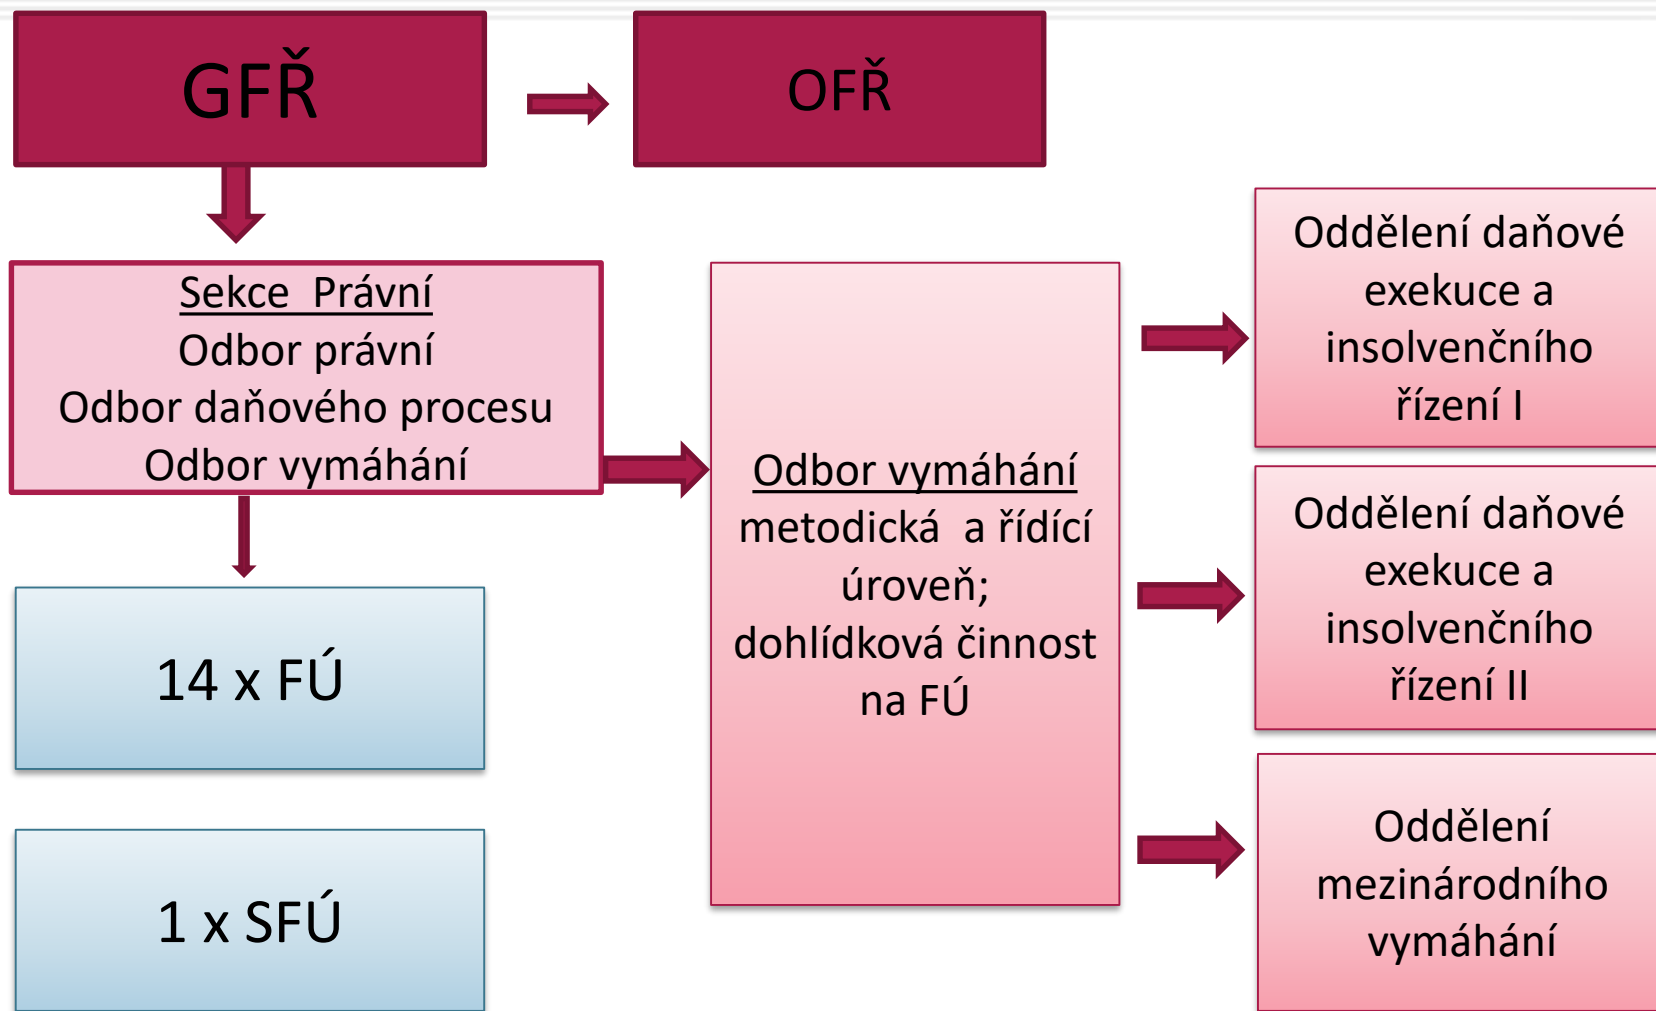 GFŘ
OFŘ
Sekce  Právní
Odbor právní
Odbor daňového procesu
Odbor vymáhání
14 x FÚ
1 x SFÚ
Odbor vymáhání
metodická  a řídící
úroveň;
dohlídková činnost
na FÚ
Oddělení daňové
exekuce a
insolvenčního
řízení I
Oddělení daňové
exekuce a
insolvenčního
řízení II
Oddělení
mezinárodního
vymáhání